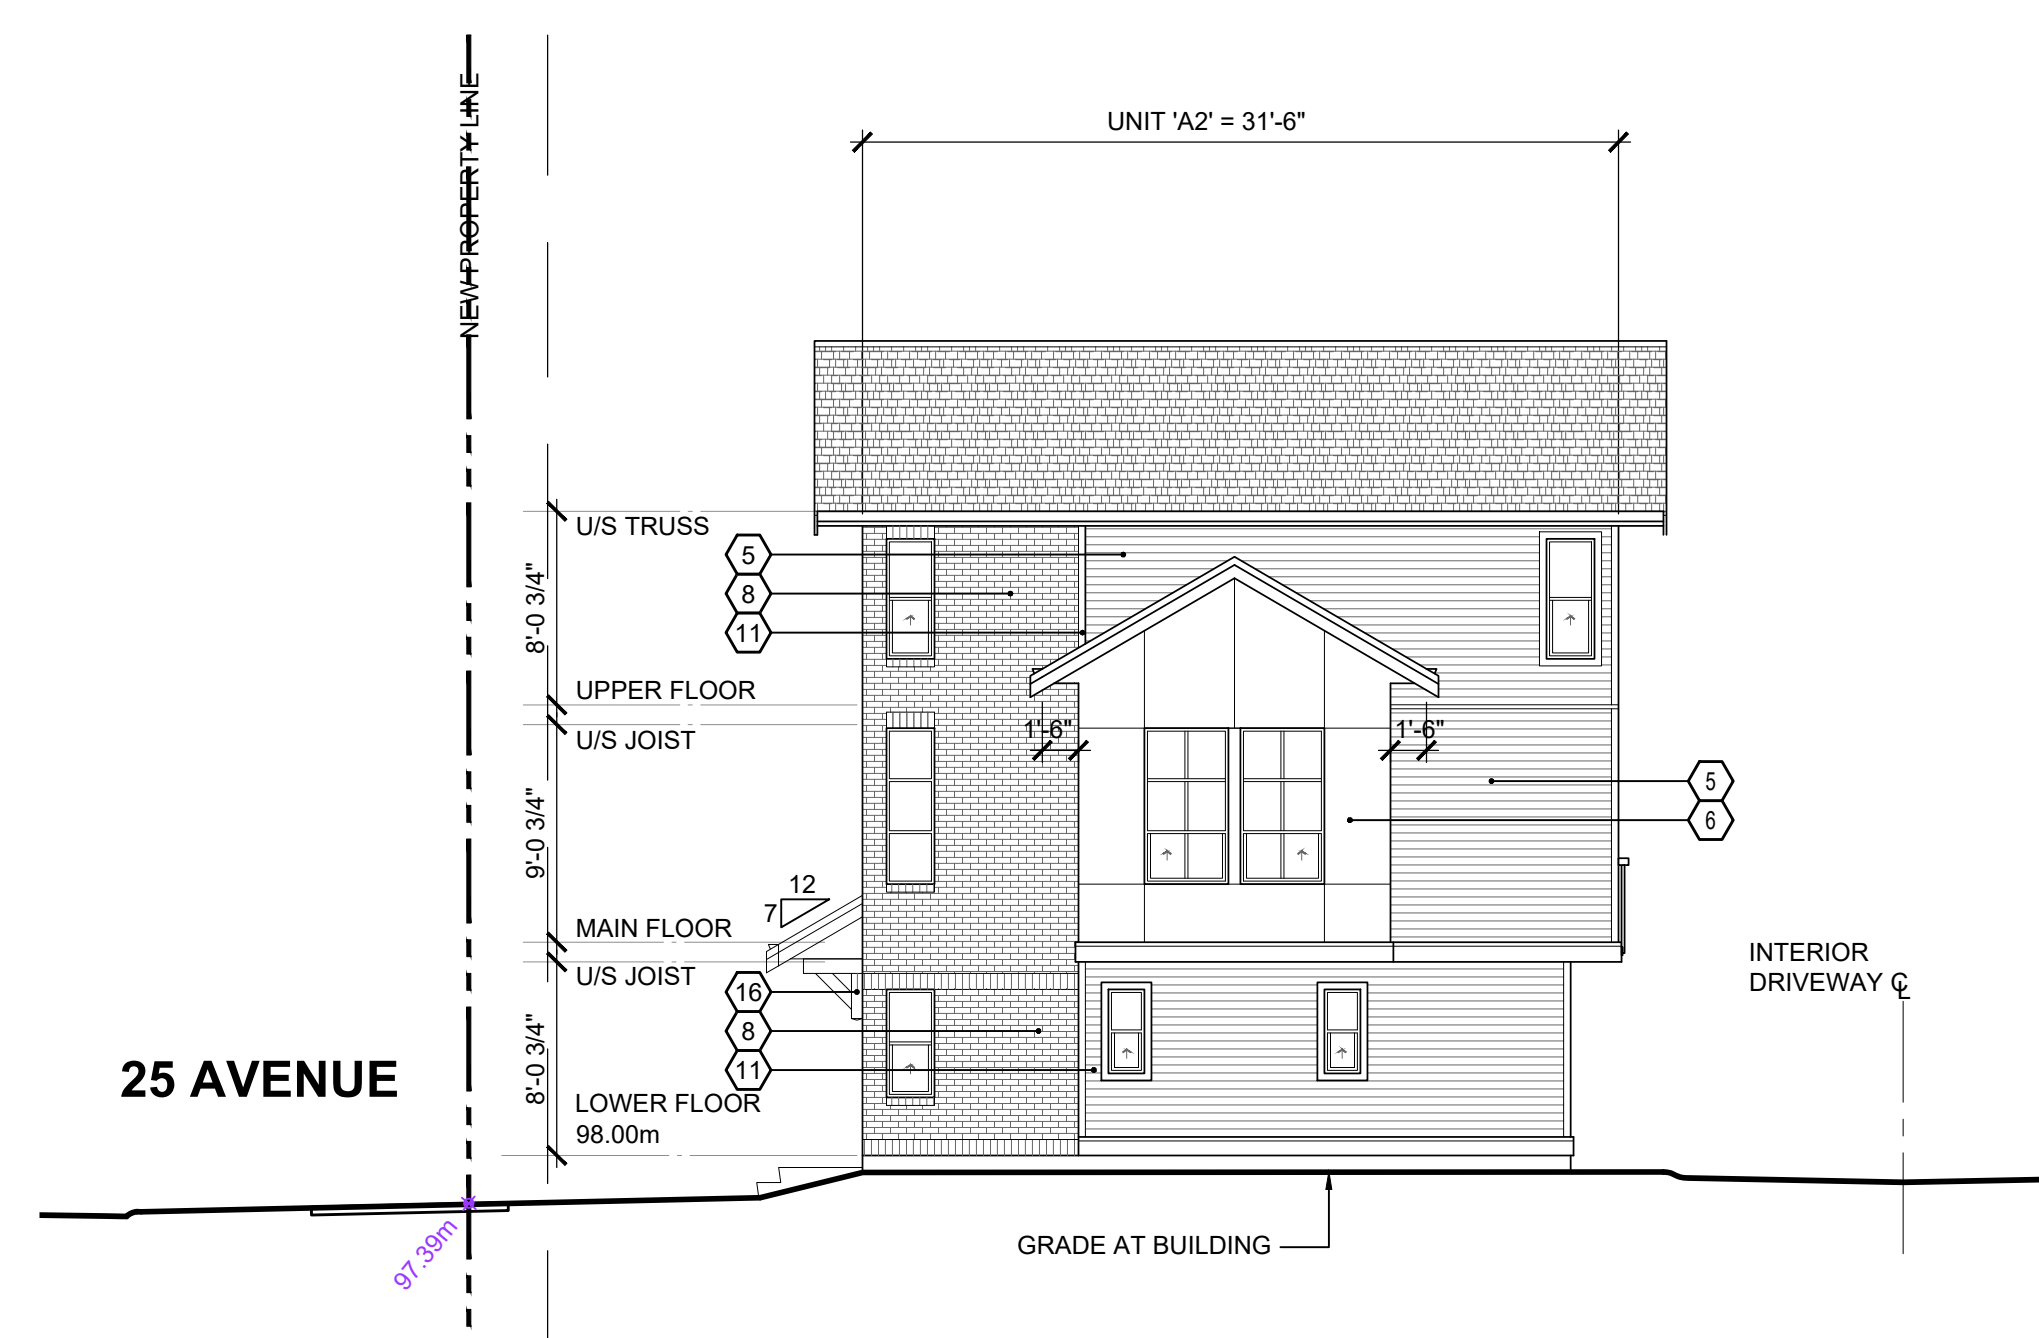 NEW PROPERTY LINE
UNIT 'A2' = 31'-6"
U/S TRUSS
5
8
11
8'-0 3/4"
UPPER FLOOR
U/S JOIST
1'-6"
1'-6"
5
6
9'-0 3/4"
12
7
MAIN FLOOR
U/S JOIST
16
8
11
INTERIOR
DRIVEWAY ℄
8'-0 3/4"
25 AVENUE
LOWER FLOOR
98.00m
97.39m
GRADE AT BUILDING